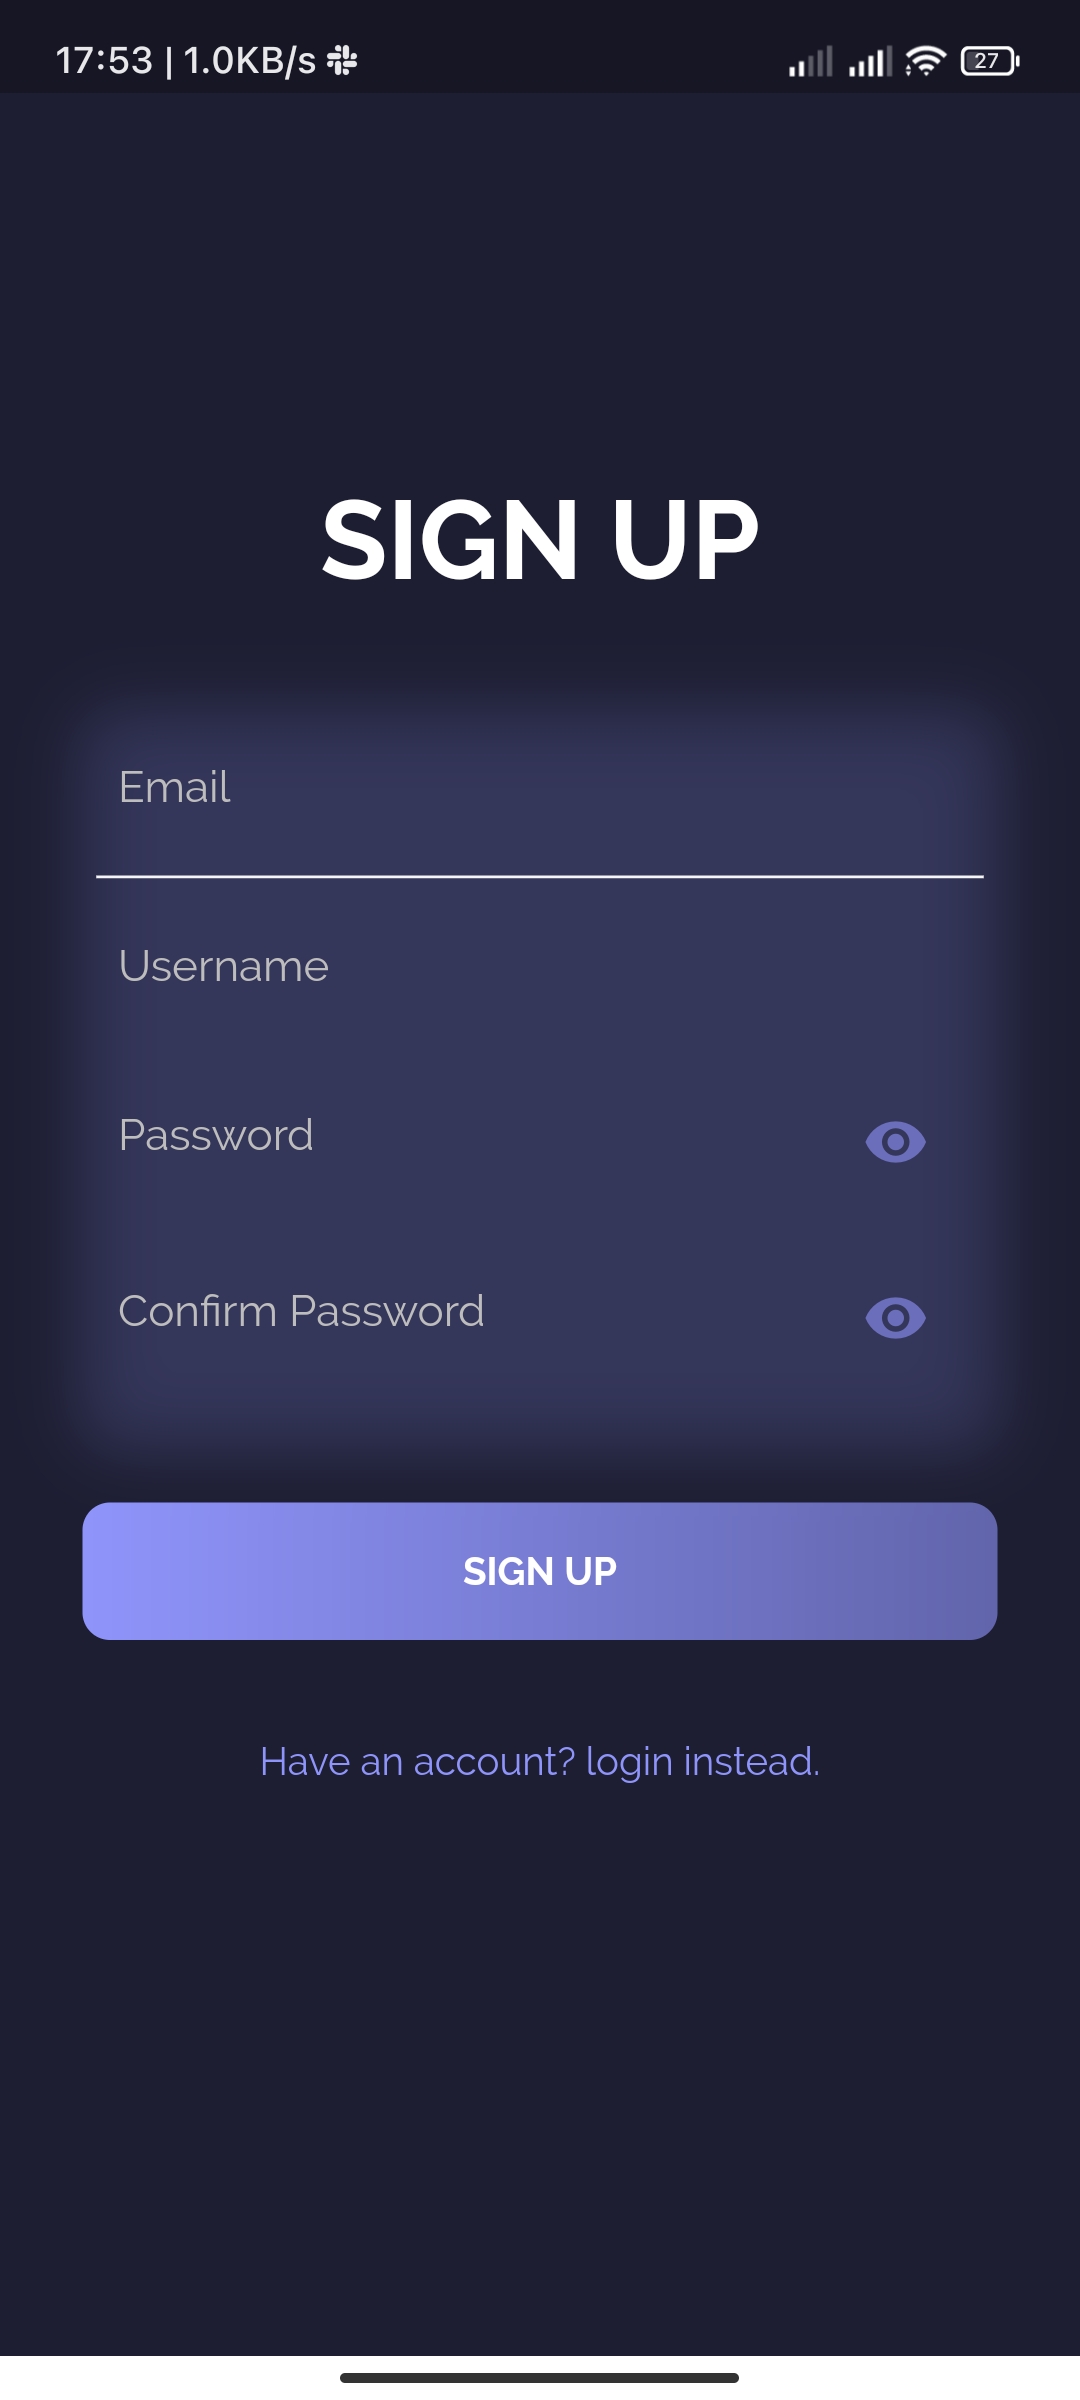 17:53 | 1.0KB/s
27
SIGN UP
Email
Username
Password
Confirm Password
SIGN UP
Have an account? login instead.